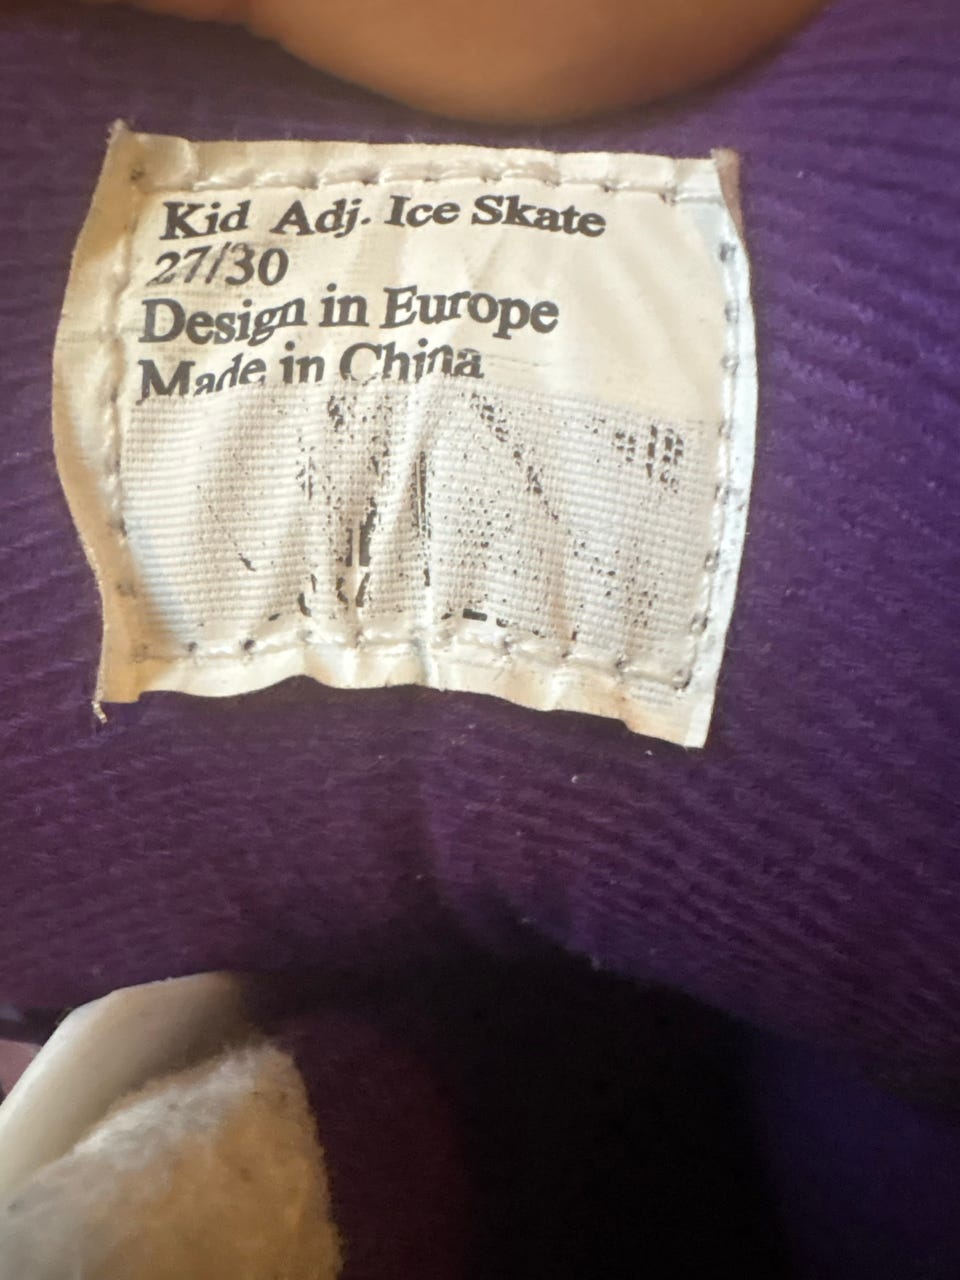 Kid Adj. Ice Skate
27/30
Design in Europe
Made in China